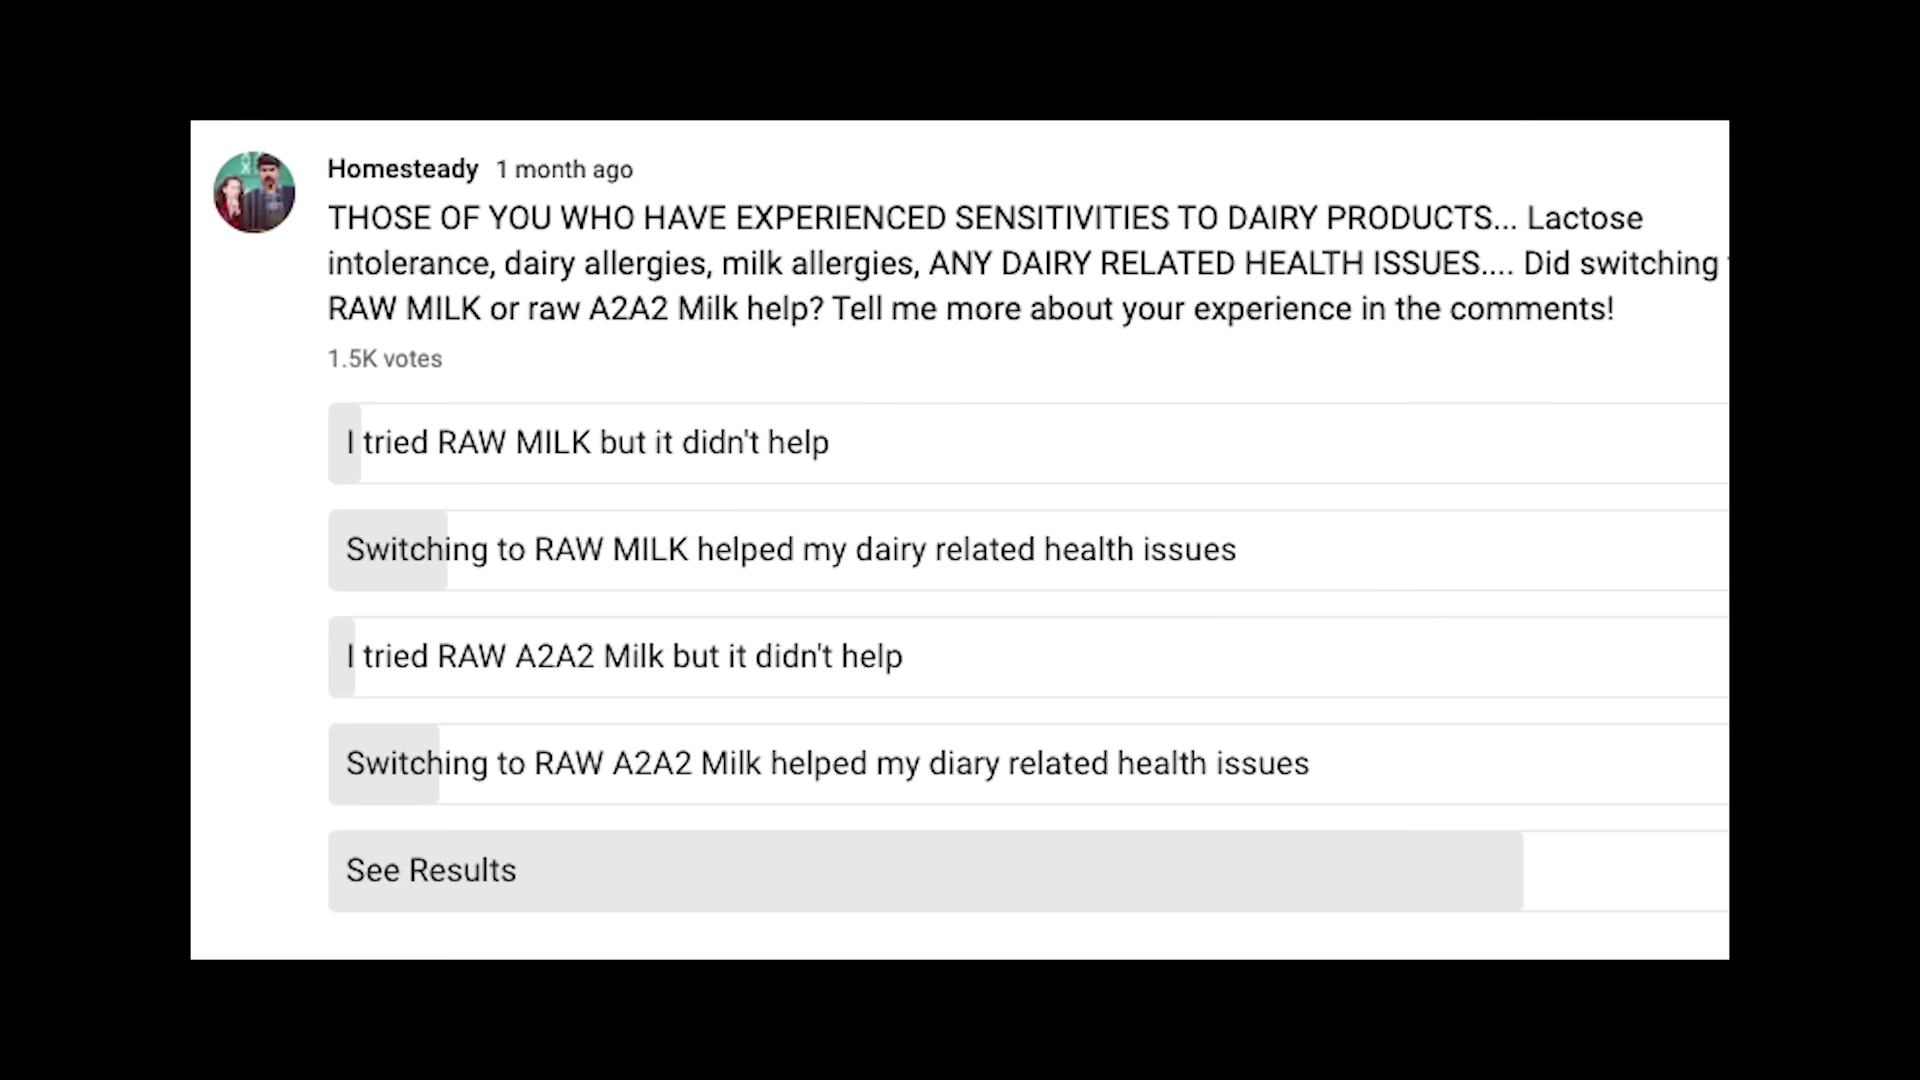 Homesteady 1 month ago
THOSE OF YOU WHO HAVE EXPERIENCED SENSITIVITIES TO DAIRY PRODUCTS... Lactose
intolerance, dairy allergies, milk allergies, ANY DAIRY RELATED HEALTH ISSUES.... Did switching
RAW MILK or raw A2A2 Milk help? Tell me more about your experience in the comments!
1.5K votes
I tried RAW MILK but it didn't help
Switching to RAW MILK helped my dairy related health issues
I tried RAW A2A2 Milk but it didn't help
Switching to RAW A2A2 Milk helped my diary related health issues
See Results